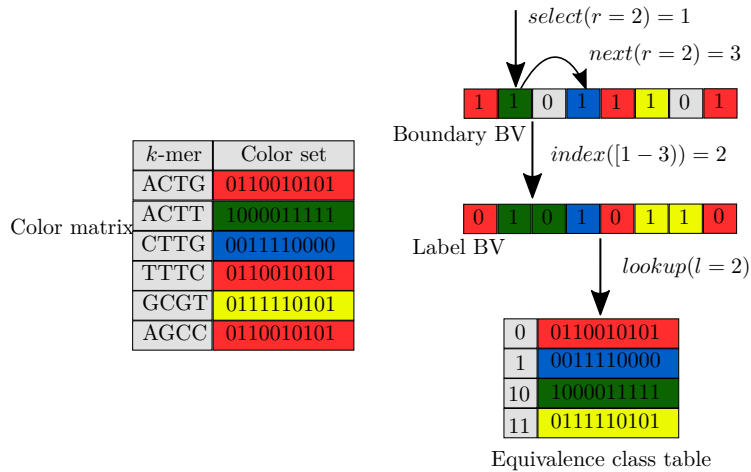 select(r = 2) = 1
next(r = 2) = 3
1 1 0 1 1 1 0 1
Boundary BV
index([1 − 3)) = 2
0 1 0 1 0 1 1 0
Label BV
lookup(l = 2)
0 0110010101
1 0011110000
10 1000011111
11 0111110101
Equivalence class table
Color matrix
k-mer Color set
ACTG 0110010101
ACTT 1000011111
CTTG 0011110000
TTTC 0110010101
GCGT 0111110101
AGCC 0110010101